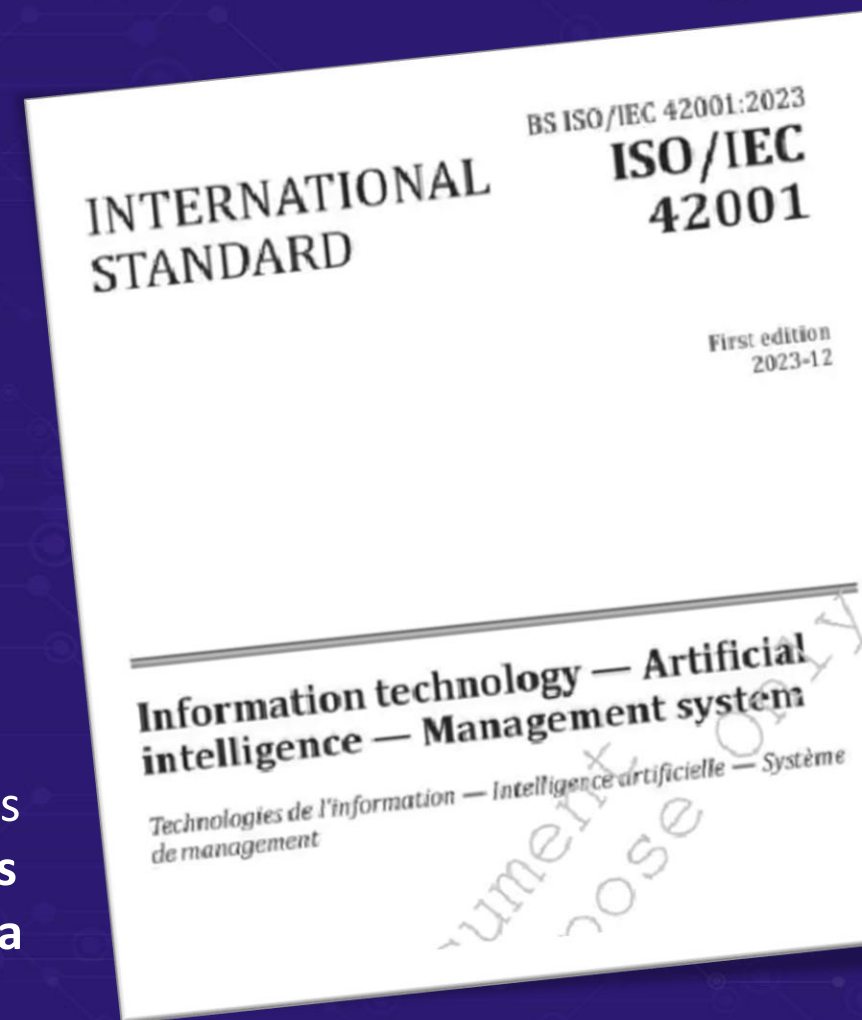 BS ISO/IEC 42001:2023
INTERNATIONAL
STANDARD
ISO/IEC
42001
First edition
2023-12
Information technology — Artificial
intelligence — Management system
Technologies de l'information — Intelligence artificielle — Système
de management
only
s
s
a